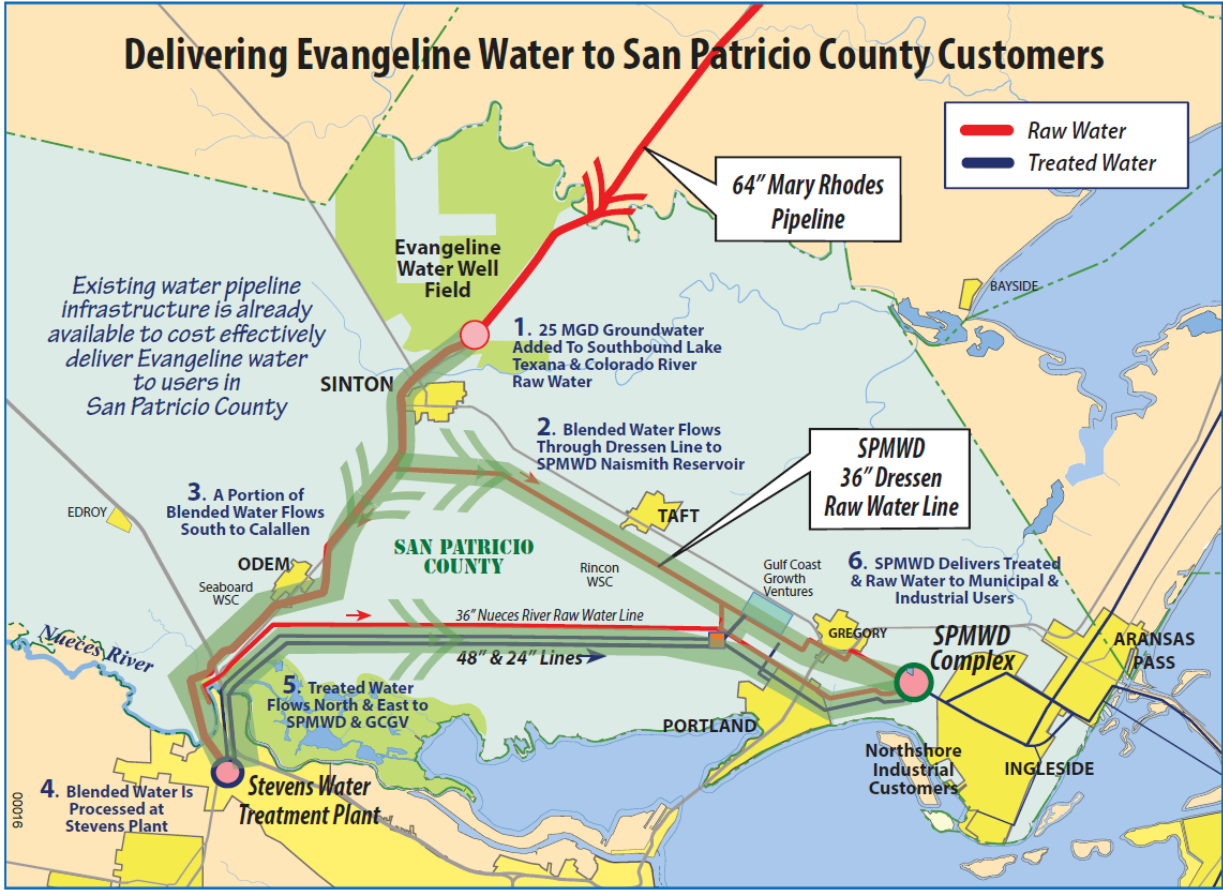 Delivering Evangeline Water to San Patricio County Customers
Raw Water
Treated Water
64" Mary Rhodes
Pipeline
Evangeline
Water Well
Field
BAYSIDE
Existing water pipeline
infrastructure is already
available to cost effectively
deliver Evangeline water
to users in
San Patricio County
1. 25 MGD Groundwater
Added To Southbound Lake
Texana & Colorado River
Raw Water
SINTON
2. Blended Water Flows
Through Dressen Line to
SPMWD Naismith Reservoir
SPMWD
36" Dressen
Raw Water Line
3. A Portion of
Blended Water Flows
South to Calallen
EDROY
TAFT
SAN PATRICIO
COUNTY
ODEM
Seaboard
WSC
Rincon
WSC
Gulf Coast
Growth
Ventures
6. SPMWD Delivers Treated
& Raw Water to Municipal &
Industrial Users
36" Nueces River Raw Water Line
GREGORY
SPMWD
Complex
ARANSAS
PASS
Nueces River
48" & 24" Lines
5. Treated Water
Flows North & East to
SPMWD & GCGV
PORTLAND
Northshore
Industrial
Customers
INGLESIDE
4. Blended Water Is
Processed at
Stevens Plant
Stevens Water
Treatment Plant
00016